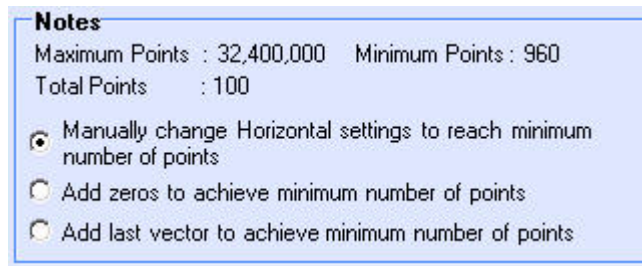 Notes
Maximum Points : 32,400,000 Minimum Points : 960
Total Points : 100
Manually change Horizontal settings to reach minimum
number of points
Add zeros to achieve minimum number of points
Add last vector to achieve minimum number of points